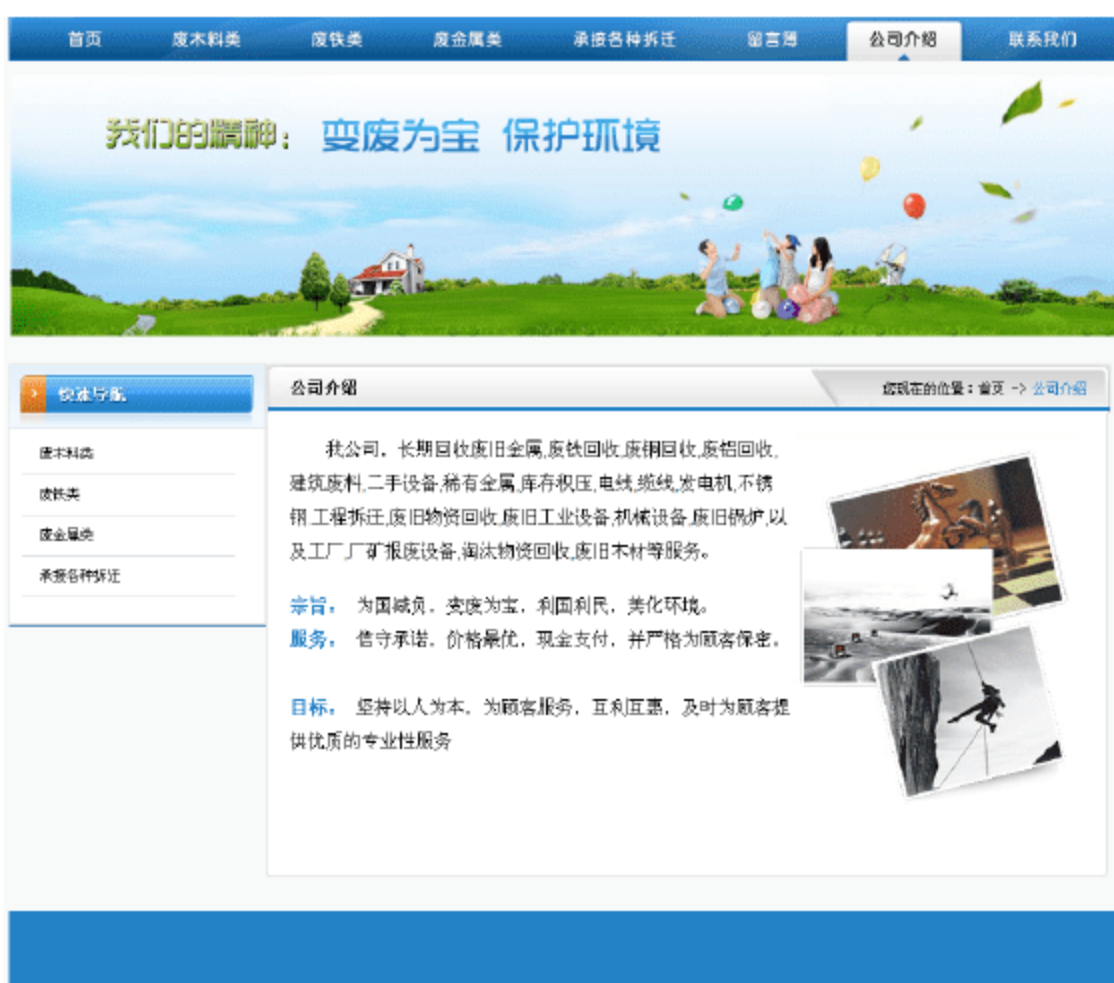 首页 废木料类 废铁类 废金属类 承接各种拆迁 留言簿 公司介绍 联系我们
我们的精神： 变废为宝 保护环境
快速导航
废木料类
废铁类
废金属类
承接各种拆迁
公司介绍
您现在的位置：首页 -> 公司介绍
我公司，长期回收废旧金属,废铁回收,废铜回收,废铝回收,
建筑废料,二手设备,稀有金属,库存积压,电线,缆线,发电机,不锈
钢,工程拆迁,废旧物资回收,废旧工业设备,机械设备,废旧锅炉,以
及工厂,厂矿报废设备,淘汰物资回收,废旧木材等服务。
宗旨： 为国减负，变废为宝，利国利民，美化环境。
服务： 信守承诺，价格最优，现金支付，并严格为顾客保密。
目标： 坚持以人为本，为顾客服务，互利互惠，及时为顾客提
供优质的专业性服务